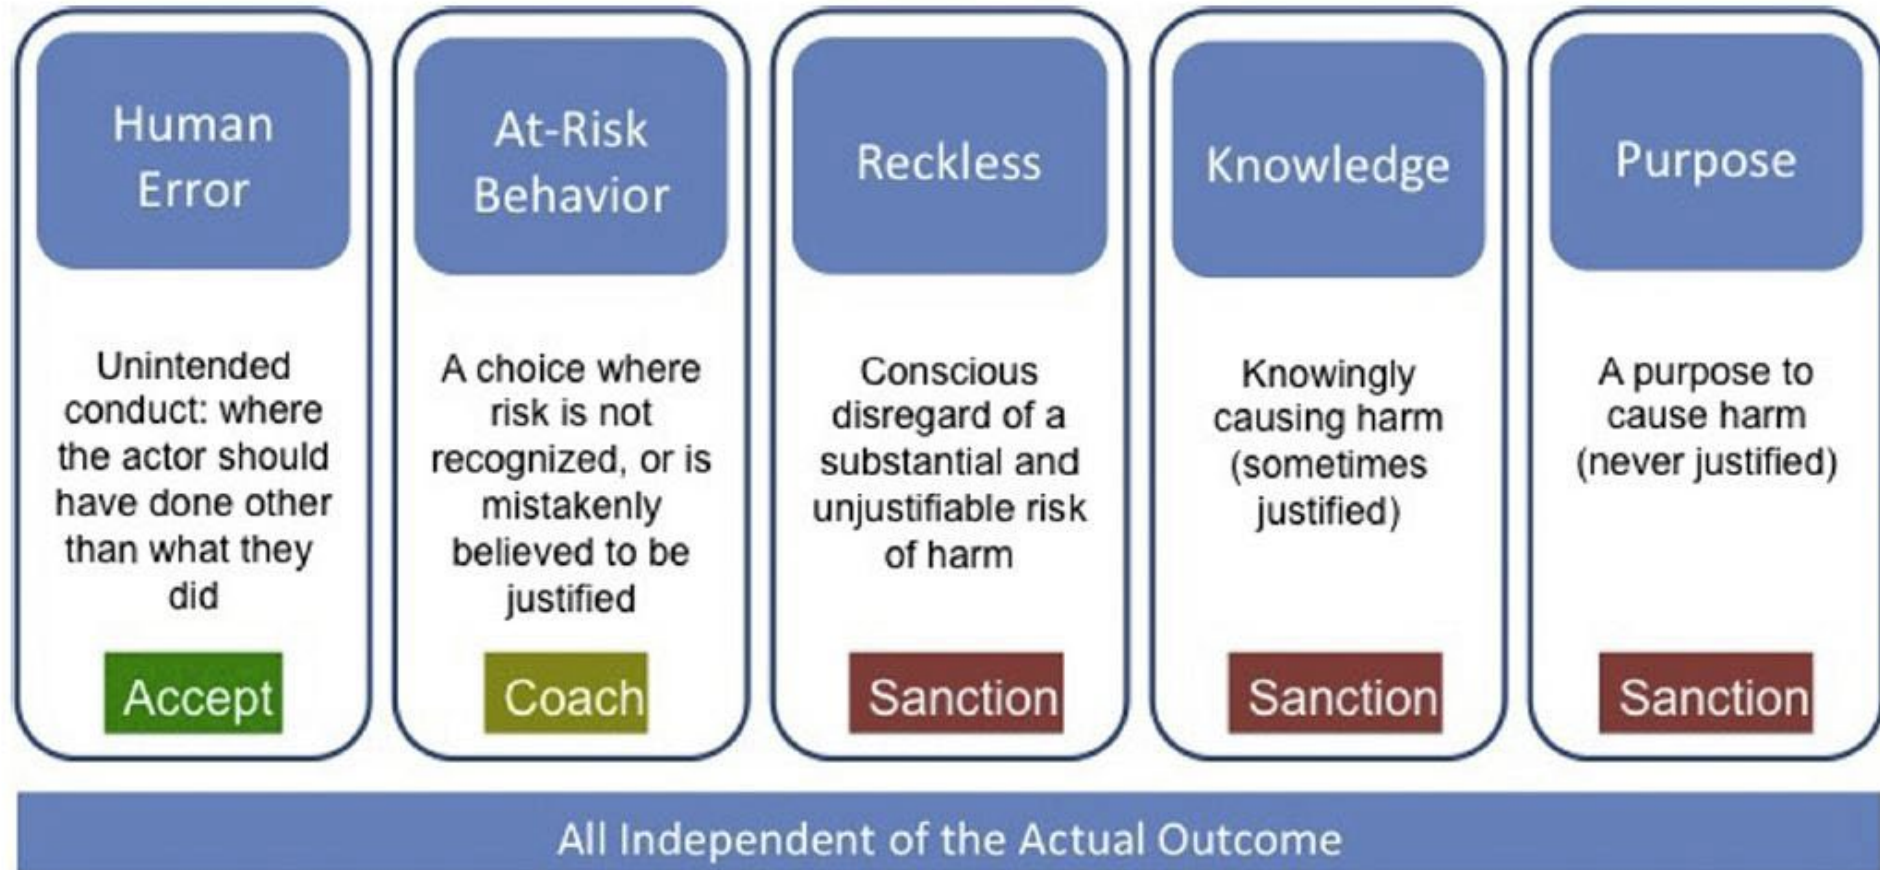 Human
Error
Unintended
conduct: where
the actor should
have done other
than what they
did
Accept
At-Risk
Behavior
A choice where
risk is not
recognized, or is
mistakenly
believed to be
justified
Coach
Reckless
Conscious
disregard of a
substantial and
unjustifiable risk
of harm
Sanction
Knowledge
Knowingly
causing harm
(sometimes
justified)
Sanction
Purpose
A purpose to
cause harm
(never justified)
Sanction
All Independent of the Actual Outcome